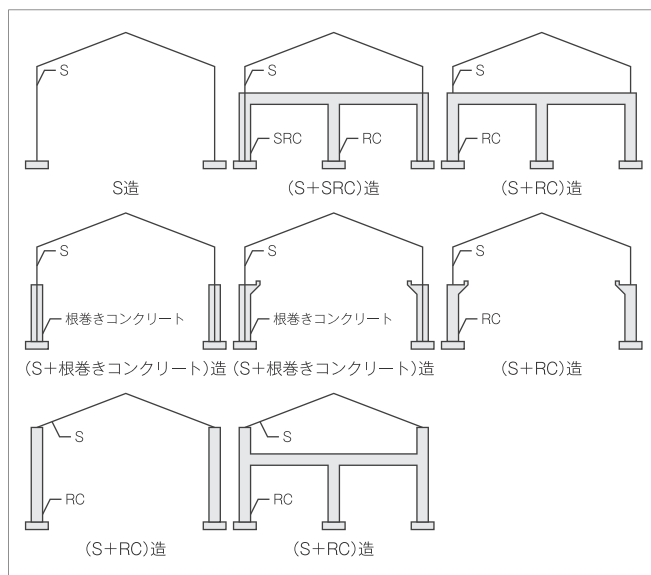 S
S造
S
SRC
RC
(S+SRC)造
S
RC
(S+RC)造
S
根巻きコンクリート
(S+根巻きコンクリート)造
S
根巻きコンクリート
(S+根巻きコンクリート)造
S
RC
(S+RC)造
S
RC
(S+RC)造
S
RC
(S+RC)造